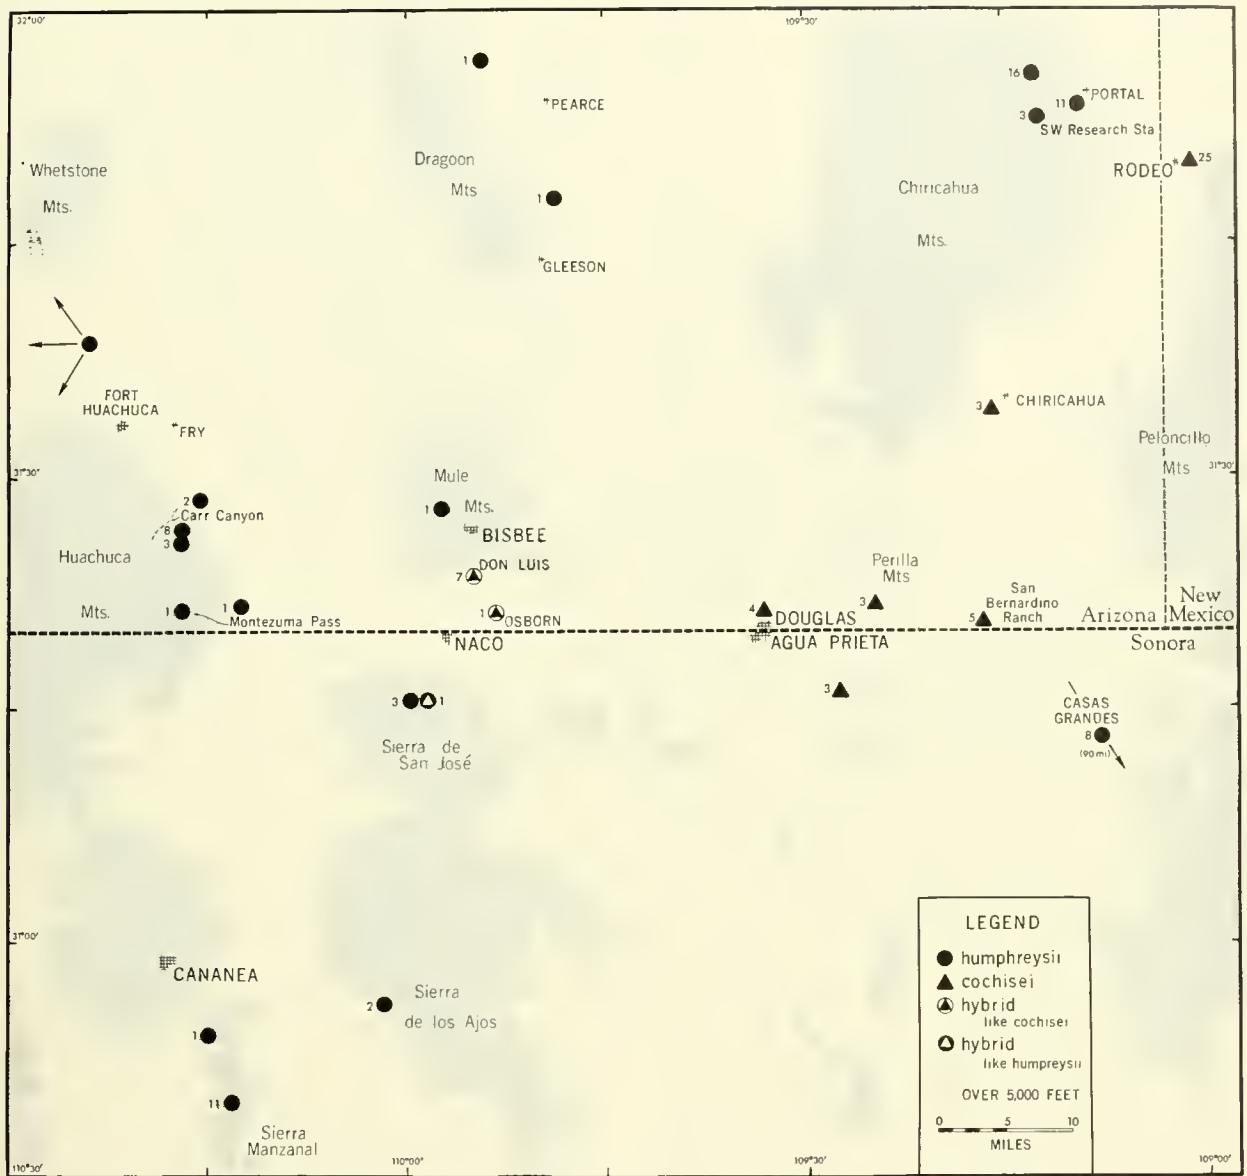 32°00'
109°30'
1
PEARCE
16
11
PORTAL
3
SW Research Sta
Whetstone
Mts.
Dragoon
Mts
1
Chiricahua
Mts.
RODEO
25
GLEESON
FORT
HUACHUCA
FRY
3
CHIRICAHUA
Peloncillo
Mts
31°30'
31°30'
Mule
Mts.
1
BISBEE
2
Carr Canyon
8
3
Huachuca
Mts.
1
1
Montezuma Pass
DON LUIS
7
1
OSBORN
Perilla
Mts
3
4
DOUGLAS
San
Bernardino
Ranch
5
Arizona
New
Mexico
NACO
AGUA PRIETA
Sonora
3
1
Sierra de
San José
3
CASAS
GRANDES
8
(90 mi)
31°00'
CANANEA
2
Sierra
de los Ajos
1
11
Sierra
Manzanal
LEGEND
humphreysii
cochisei
hybrid
like cochisei
hybrid
like humpreysii
OVER 5,000 FEET
0 5 10
MILES
110°30'
110°00'
109°30'
109°00'